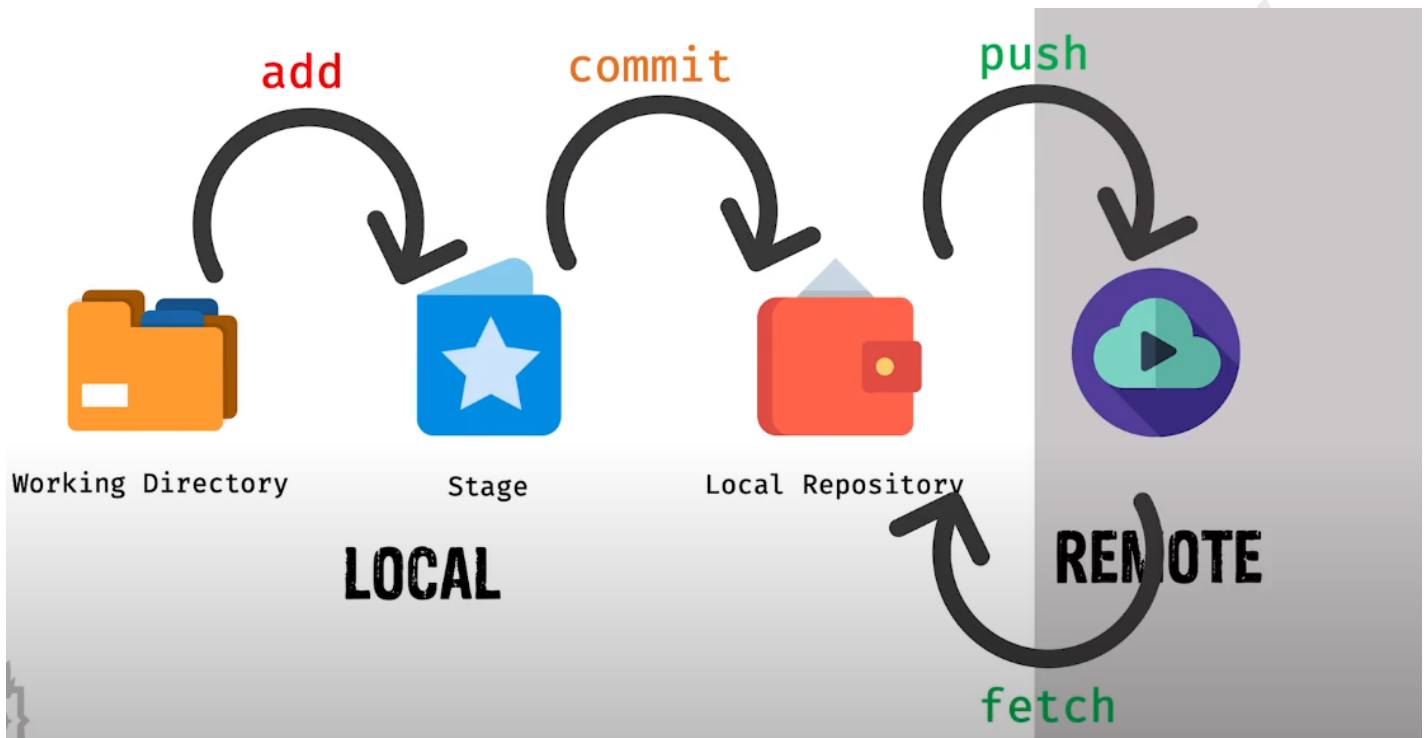 add
commit
push
Working Directory
Stage
Local Repository
LOCAL
REMOTE
fetch